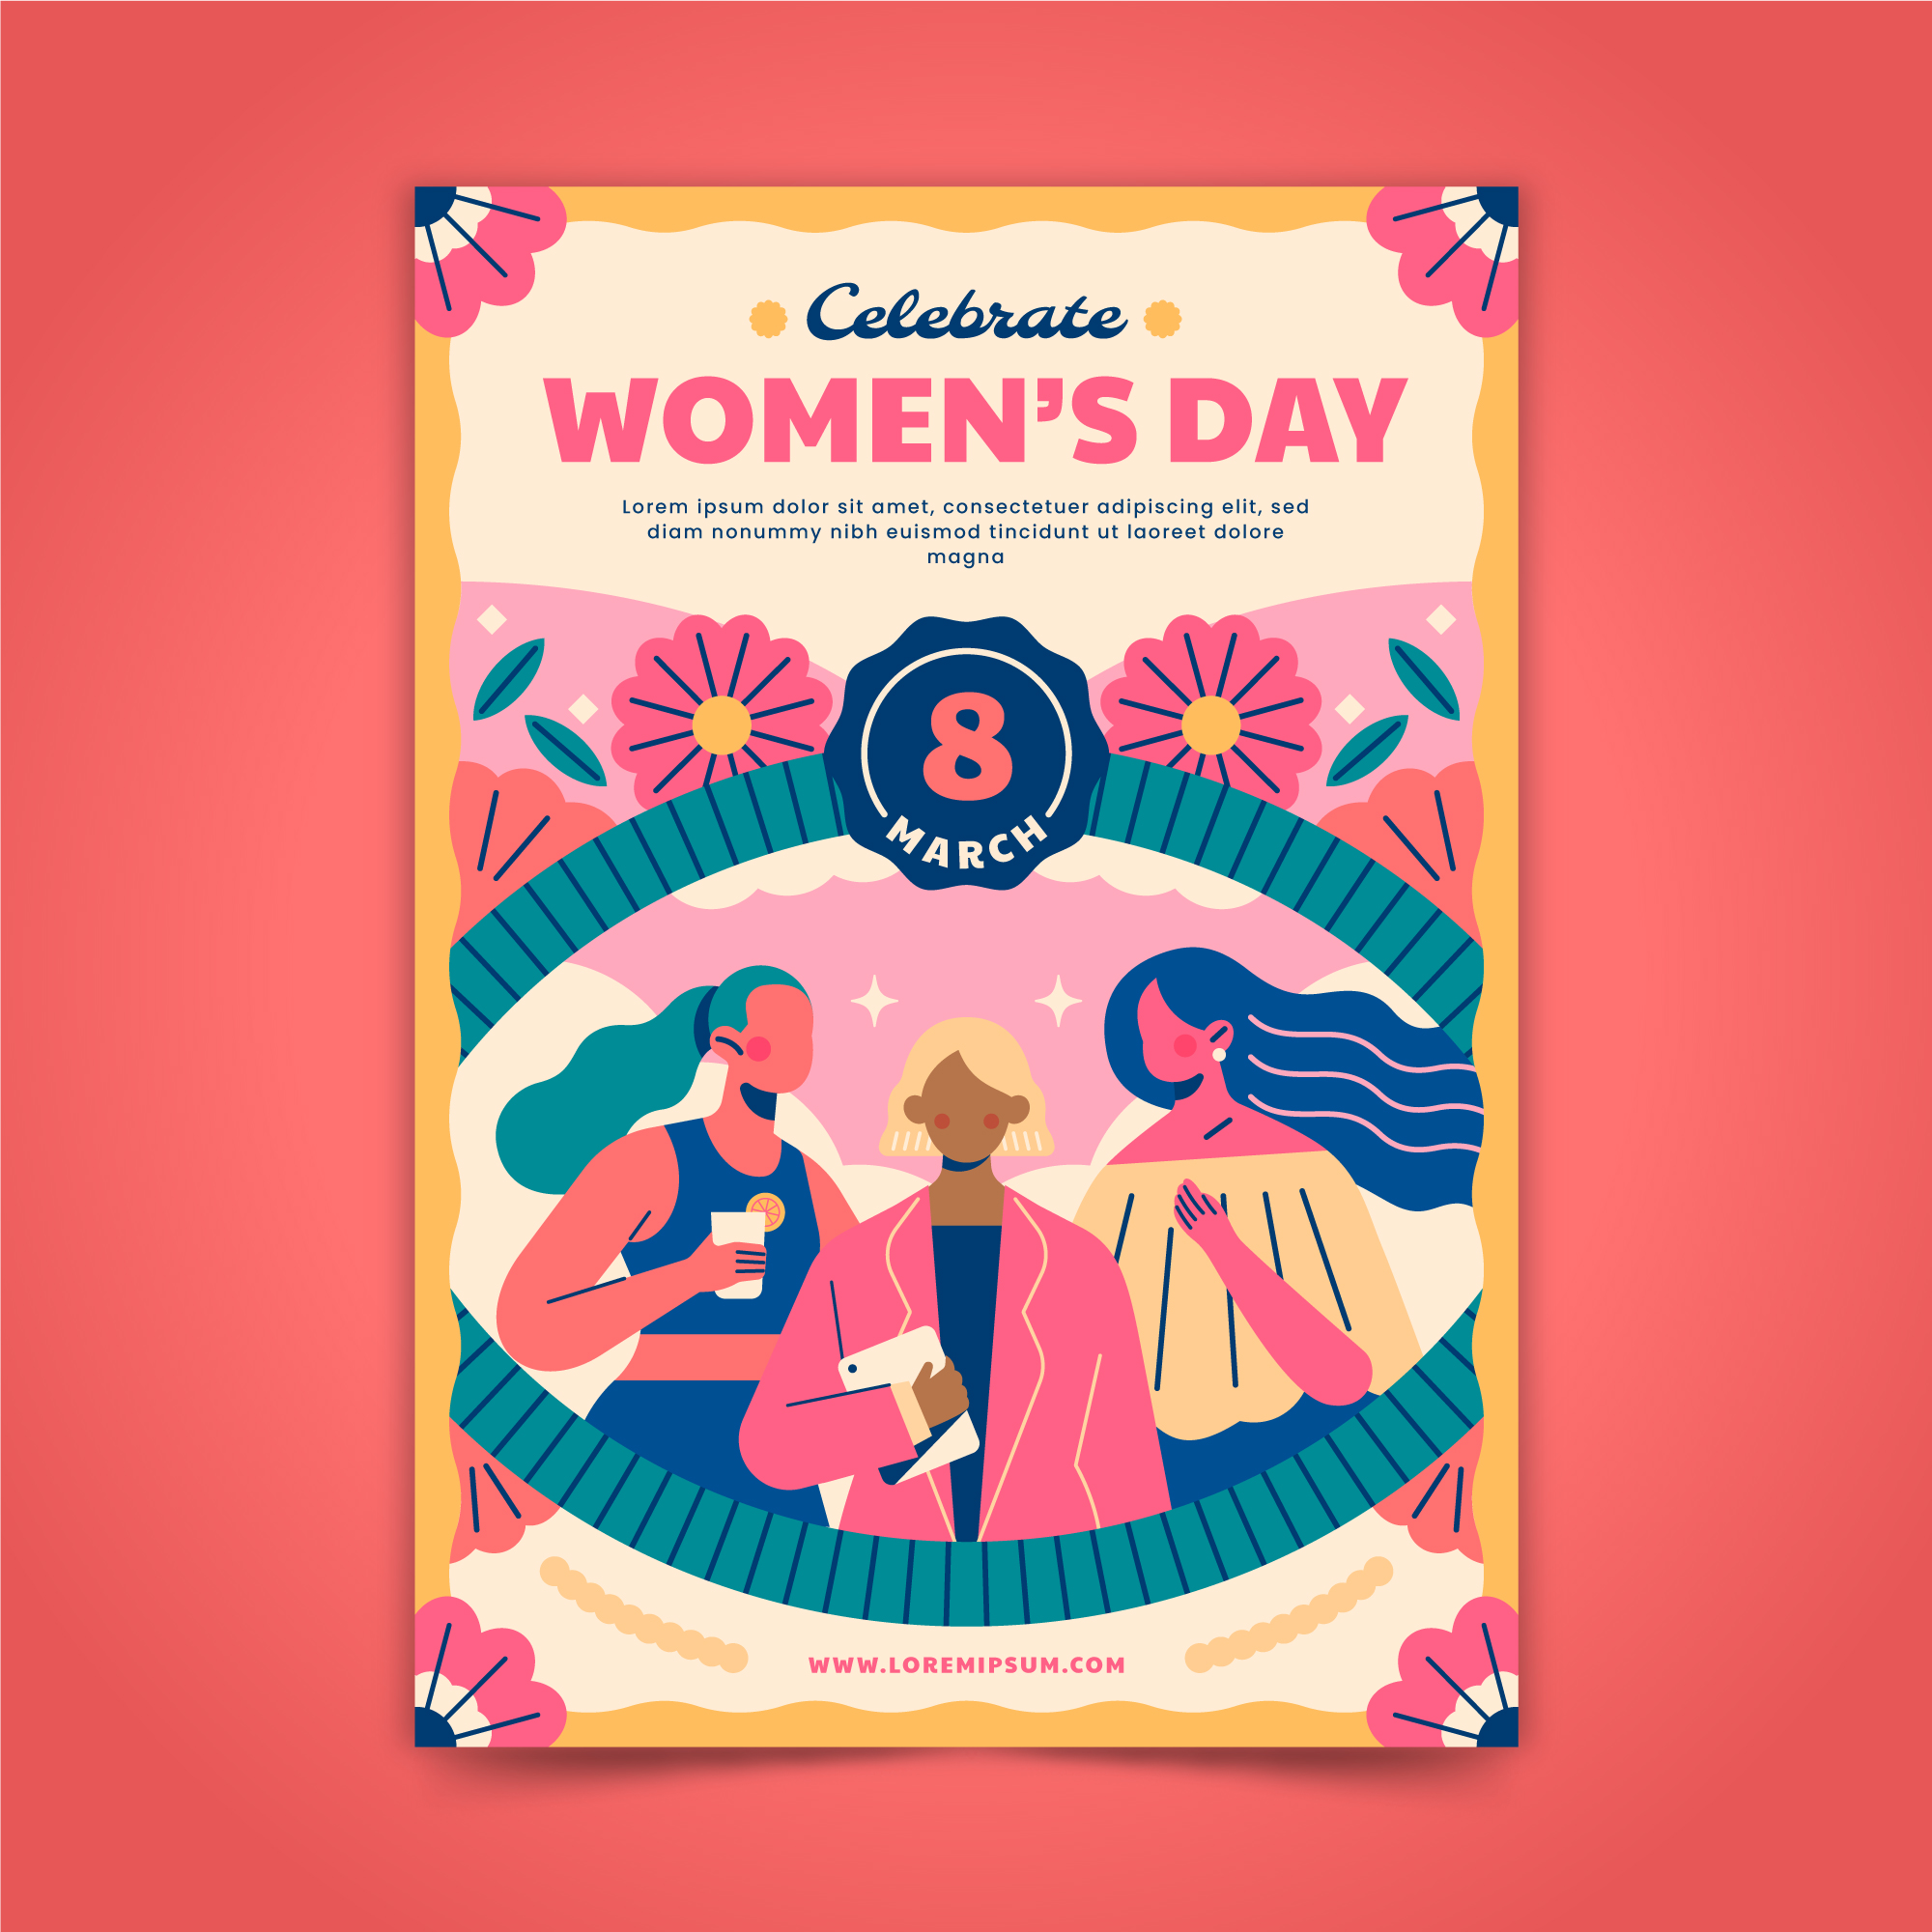 Celebrate
WOMEN'S DAY
Lorem ipsum dolor sit amet, consectetuer adipiscing elit, sed
diam nonummy nibh euismod tincidunt ut laoreet dolore
magna
8
MARCH
WWW.LOREMIPSUM.COM